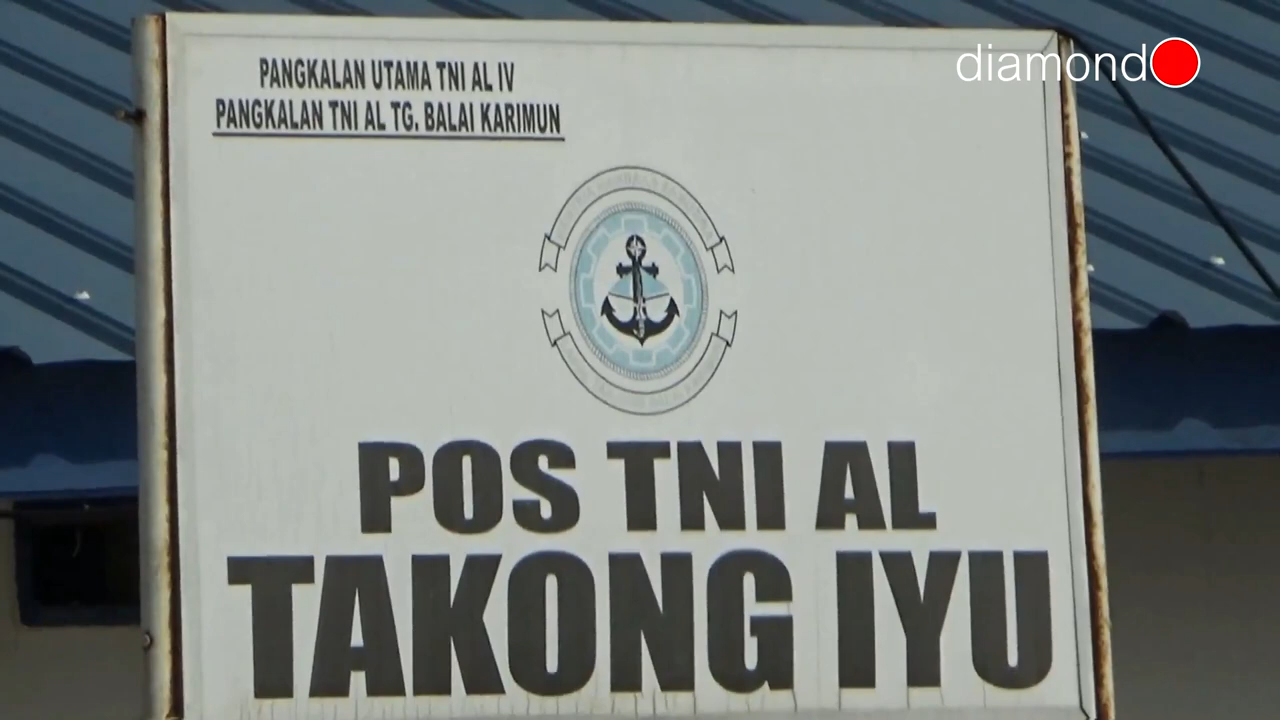 diamond
PANGKALAN UTAMA TNI AL IV
PANGKALAN TNI AL TG. BALAI KARIMUN
POS TNI AL
TAKONG IYU